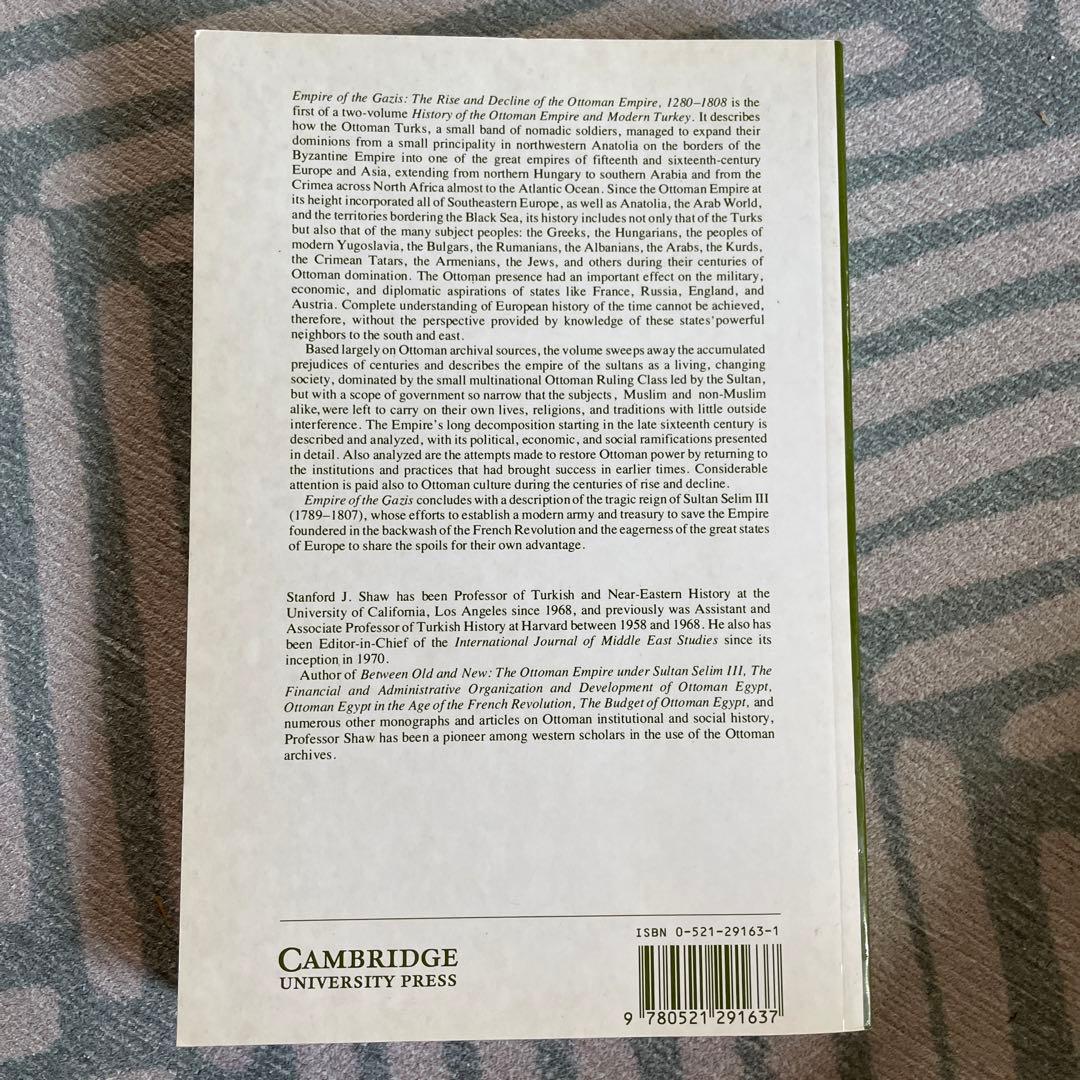 Empire of the Gazis: The Rise and Decline of the Ottoman Empire, 1280–1808 is the
first of a two-volume History of the Ottoman Empire and Modern Turkey. It describes
how the Ottoman Turks, a small band of nomadic soldiers, managed to expand their
dominions from a small principality in northwestern Anatolia on the borders of the
Byzantine Empire into one of the great empires of fifteenth and sixteenth-century
Europe and Asia, extending from northern Hungary to southern Arabia and from the
Crimea across North Africa almost to the Atlantic Ocean. Since the Ottoman Empire at
its height incorporated all of Southeastern Europe, as well as Anatolia, the Arab World,
and the territories bordering the Black Sea, its history includes not only that of the Turks
but also that of the many subject peoples: the Greeks, the Hungarians, the peoples of
modern Yugoslavia, the Bulgars, the Rumanians, the Albanians, the Arabs, the Kurds,
the Crimean Tatars, the Armenians, the Jews, and others during their centuries of
Ottoman domination. The Ottoman presence had an important effect on the military,
economic, and diplomatic aspirations of states like France, Russia, England, and
Austria. Complete understanding of European history of the time cannot be achieved,
therefore, without the perspective provided by knowledge of these states' powerful
neighbors to the south and east.
Based largely on Ottoman archival sources, the volume sweeps away the accumulated
prejudices of centuries and describes the empire of the sultans as a living, changing
society, dominated by the small multinational Ottoman Ruling Class led by the Sultan,
but with a scope of government so narrow that the subjects, Muslim and non-Muslim
alike, were left to carry on their own lives, religions, and traditions with little outside
interference. The Empire's long decomposition starting in the late sixteenth century is
described and analyzed, with its political, economic, and social ramifications presented
in detail. Also analyzed are the attempts made to restore Ottoman power by returning to
the institutions and practices that had brought success in earlier times. Considerable
attention is paid also to Ottoman culture during the centuries of rise and decline.
Empire of the Gazis concludes with a description of the tragic reign of Sultan Selim III
(1789–1807), whose efforts to establish a modern army and treasury to save the Empire
foundered in the backwash of the French Revolution and the eagerness of the great states
of Europe to share the spoils for their own advantage.
Stanford J. Shaw has been Professor of Turkish and Near-Eastern History at the
University of California, Los Angeles since 1968, and previously was Assistant and
Associate Professor of Turkish History at Harvard between 1958 and 1968. He also has
been Editor-in-Chief of the International Journal of Middle East Studies since its
inception in 1970.
Author of Between Old and New: The Ottoman Empire under Sultan Selim III, The
Financial and Administrative Organization and Development of Ottoman Egypt,
Ottoman Egypt in the Age of the French Revolution, The Budget of Ottoman Egypt, and
numerous other monographs and articles on Ottoman institutional and social history,
Professor Shaw has been a pioneer among western scholars in the use of the Ottoman
archives.
CAMBRIDGE
UNIVERSITY PRESS
ISBN 0-521-29163-1
9 780521 291637